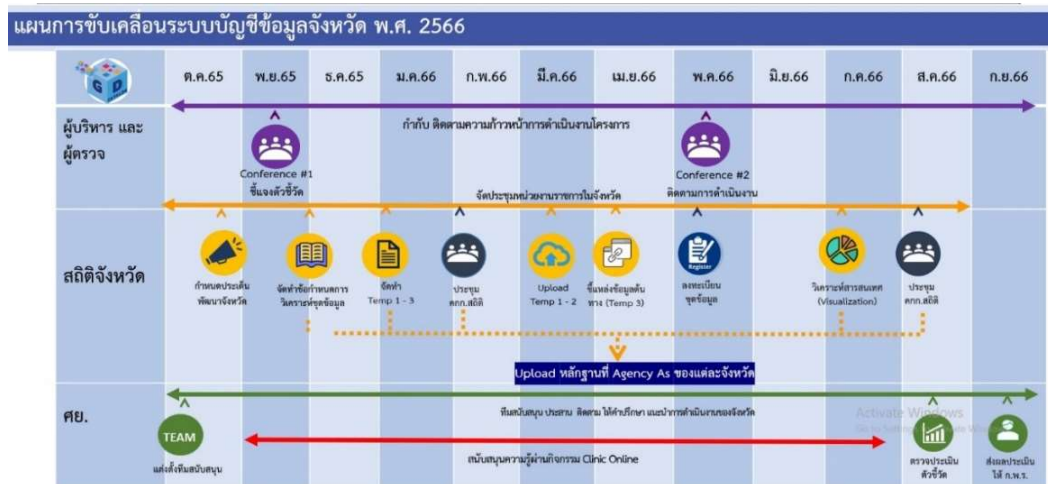 แผนการขับเคลื่อนระบบบัญชีข้อมูลจังหวัด พ.ศ. 2566
G D
ต.ค.65 พ.ย.65 ธ.ค.65 ม.ค.66 ก.พ.66 มี.ค.66 เม.ย.66 พ.ค.66 มิ.ย.66 ก.ค.66 ส.ค.66 ก.ย.66
ผู้บริหาร และ
ผู้ตรวจ
กำกับ ติดตามความก้าวหน้าการดำเนินงานโครงการ
Conference #1
ชี้แจงตัวชี้วัด
Conference #2
ติดตามการดำเนินงาน
จัดประชุมหน่วยงานราชการในจังหวัด
สถิติจังหวัด
กำหนดประเด็น
พัฒนาจังหวัด
จัดทำข้อกำหนดการ
วิเคราะห์ชุดข้อมูล
จัดทำ
Temp 1 - 3
ประชุม
คกก.สถิติ
Upload
Temp 1 - 2
ชี้แหล่งข้อมูลต้น
ทาง (Temp 3)
Register
ลงทะเบียน
ชุดข้อมูล
วิเคราะห์สารสนเทศ
(Visualization)
ประชุม
คกก.สถิติ
Upload หลักฐานที่ Agency As ของแต่ละจังหวัด
ศย.
ทีมสนับสนุน ประสาน ติดตาม ให้คำปรึกษา แนะนำการดำเนินงานของจังหวัด
TEAM
แต่งตั้งทีมสนับสนุน
สนับสนุนความรู้ผ่านกิจกรรม Clinic Online
Activate Windows
ตรวจประเมิน
ตัวชี้วัด
ส่งผลประเมิน
ให้ ก.พ.ร.